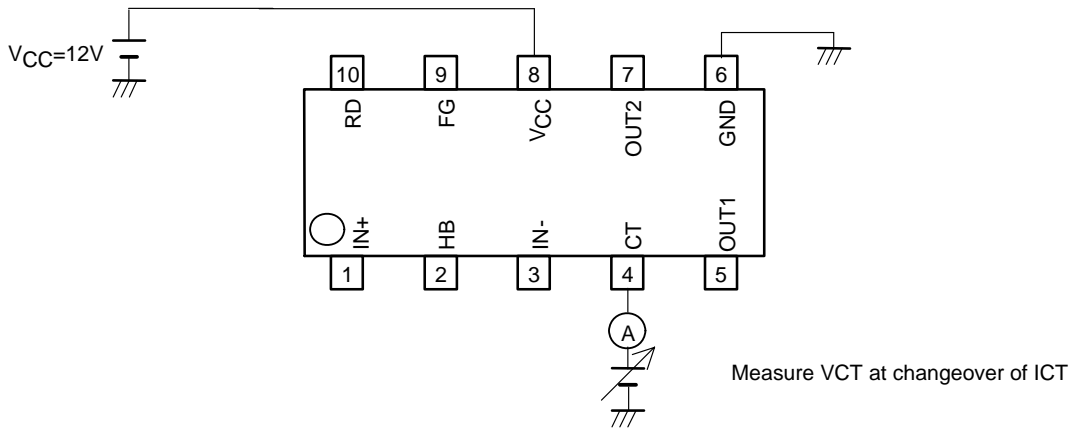 VCC=12V
10 9 8 7 6
RD FG VCC OUT2 GND
IN+ HB IN- CT OUT1
1 2 3 4 5
A
Measure VCT at changeover of ICT